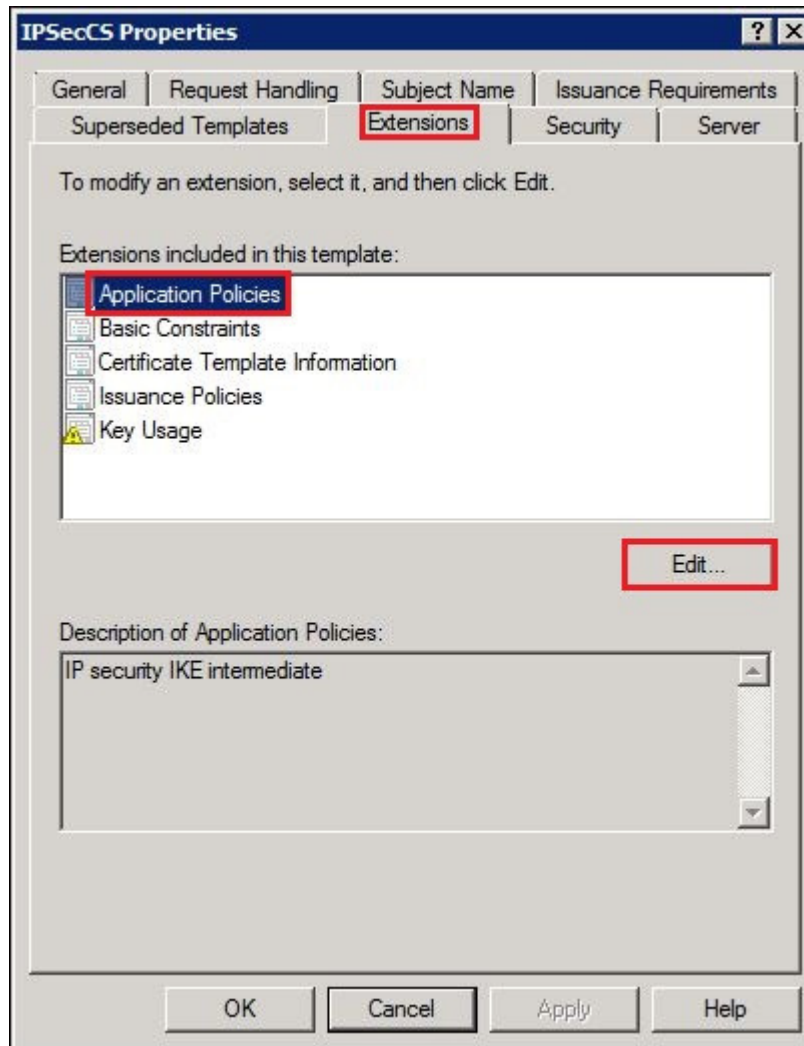 IPSecCS Properties
General Request Handling Subject Name Issuance Requirements
Superseded Templates Extensions Security Server
To modify an extension, select it, and then click Edit.
Extensions included in this template:
Application Policies
Basic Constraints
Certificate Template Information
Issuance Policies
Key Usage
Edit...
Description of Application Policies:
IP security IKE intermediate
OK Cancel Apply Help